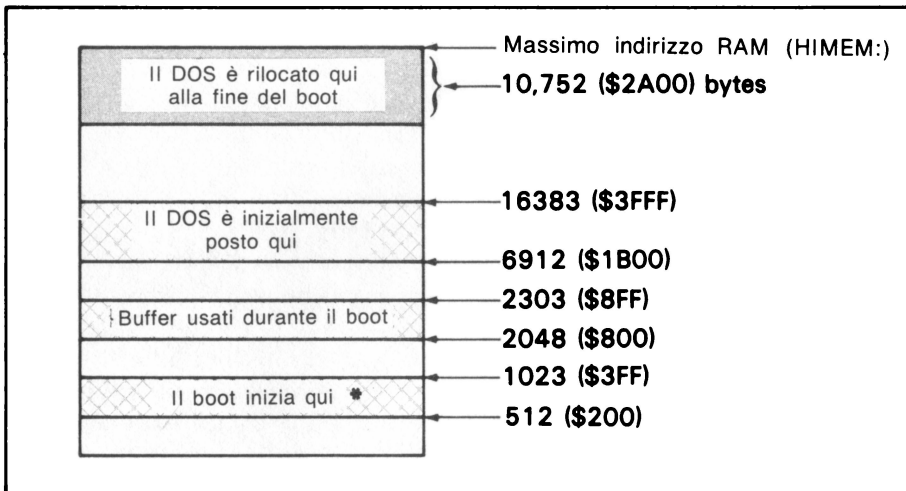 Massimo indirizzo RAM (HIMEM:)
Il DOS è rilocato qui
alla fine del boot
10,752 ($2A00) bytes
16383 ($3FFF)
Il DOS è inizialmente
posto qui
6912 ($1B00)
2303 ($8FF)
Buffer usati durante il boot
2048 ($800)
1023 ($3FF)
Il boot inizia qui *
512 ($200)